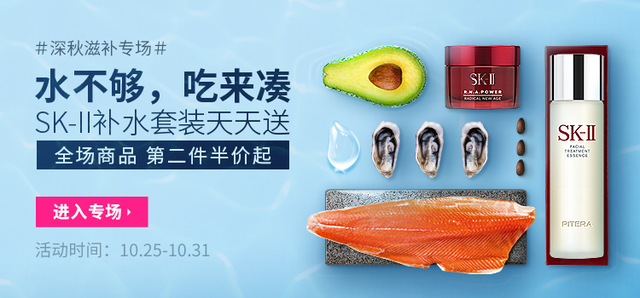 #深秋滋补专场#
水不够，吃来凑
SK-II补水套装天天送
全场商品 第二件半价起
进入专场
活动时间：10.25-10.31
SK-II
R.N.A.POWER
RADICAL NEW AGE
SK-II
FACIAL
TREATMENT
ESSENCE
PITERA